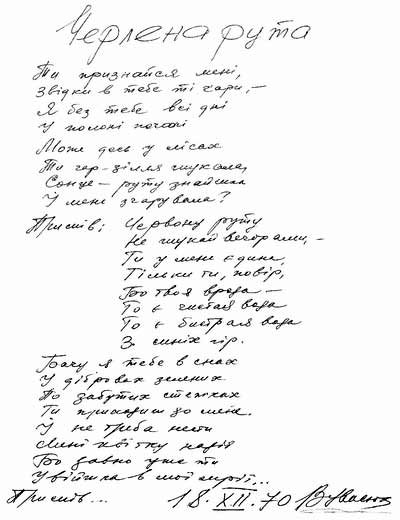 Червона рута
Ти признайся мені,
Звідки в тебе ті чари, —
Я без тебе всі дні
У полоні печалі
Може десь у лісах
Ти чар-зілля шукала,
Сонце — руту знайшла
У мене зчарувала?
Приспів: Червону руту
Не шукай вечорами, —
Ти у мене єдина,
Тільки ти, повір,
Бо твоя врода —
То є чистая вода
То є бистрая вода
З синіх гір.
Бачу я тебе в снах
У дібровах зелених
По забутих стежках
Ти приходиш до мене.
У не треба нести
Мені квітку надії
Бо давно уже ти
Увійшла в мої мрії...
Приспів... 18.XII.70